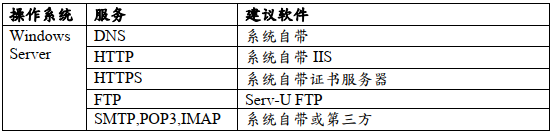 操作系统 服务 建议软件
Windows Server DNS 系统自带
HTTP 系统自带 IIS
HTTPS 系统自带证书服务器
FTP Serv-U FTP
SMTP,POP3,IMAP 系统自带或第三方